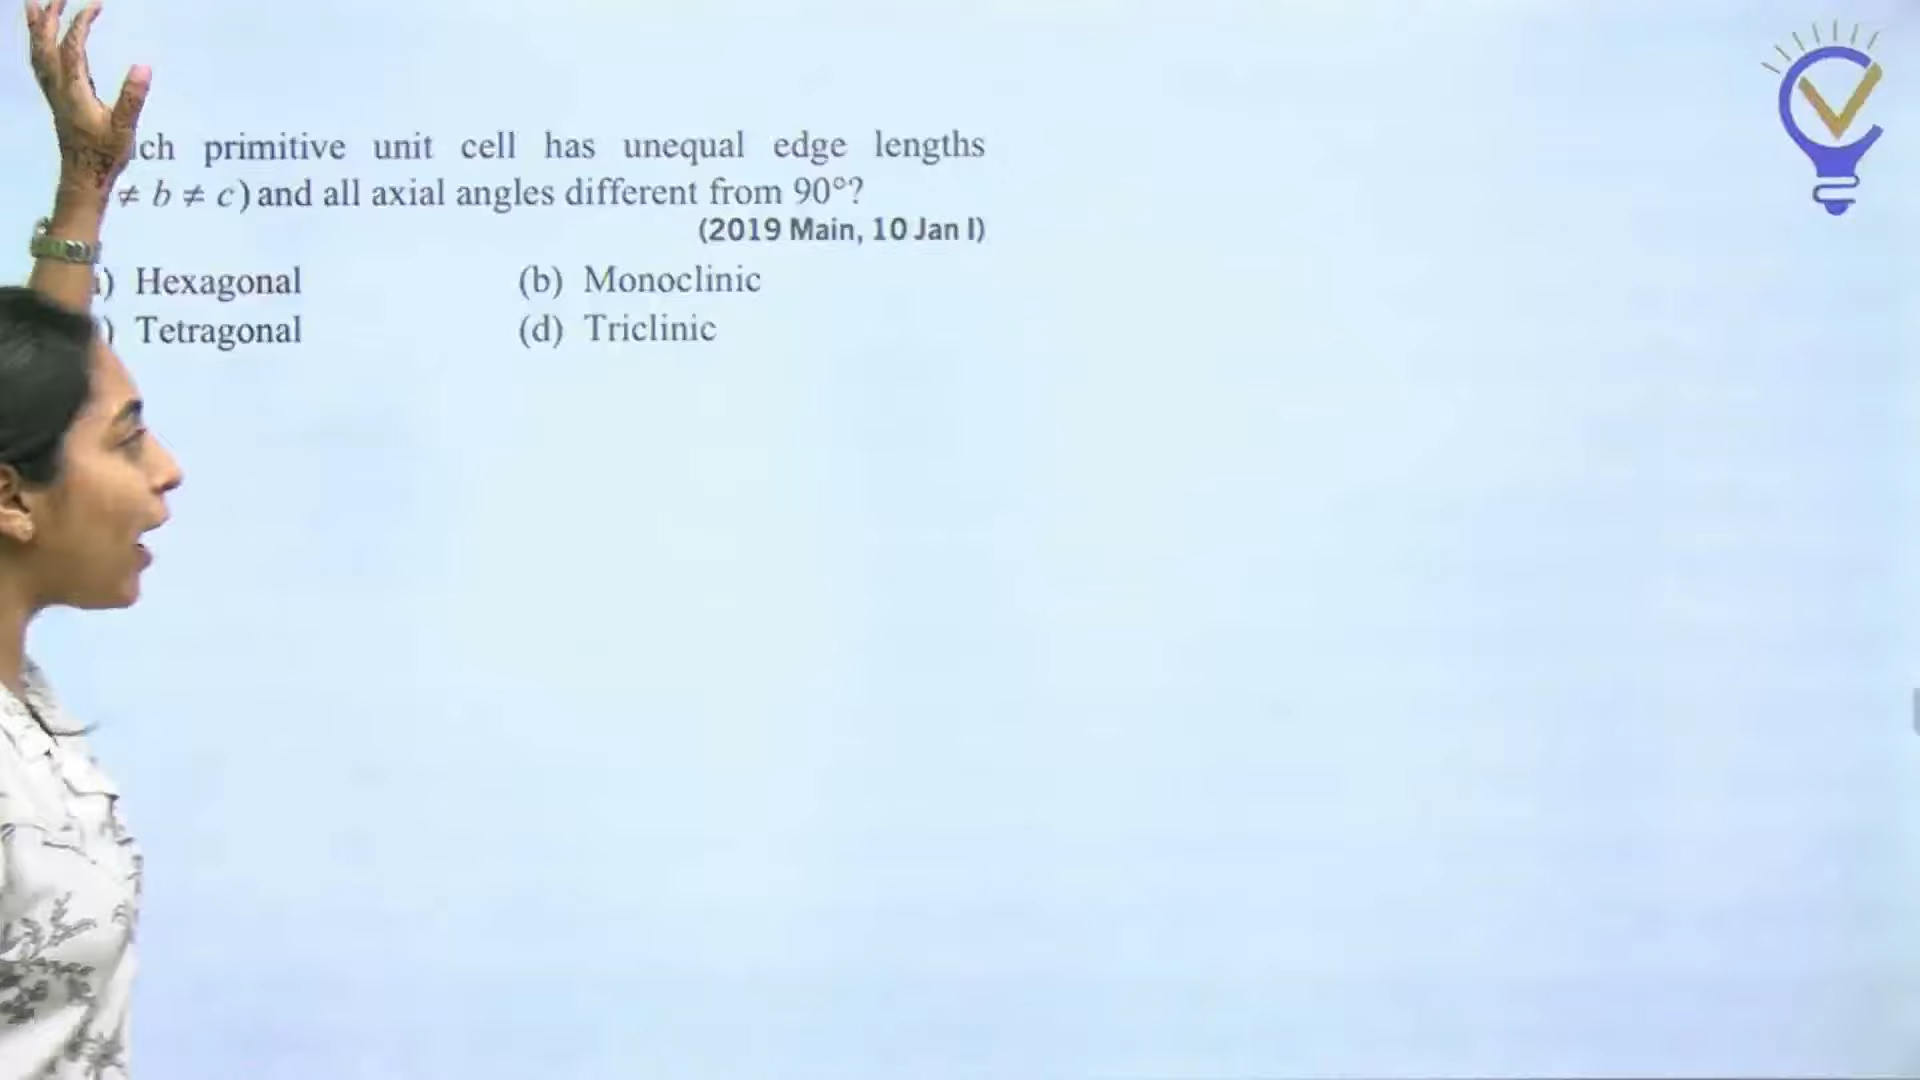 primitive unit cell has unequal edge lengths
≠ b ≠ c) and all axial angles different from 90°?
(2019 Main, 10 Jan I)
) Hexagonal (b) Monoclinic
) Tetragonal (d) Triclinic